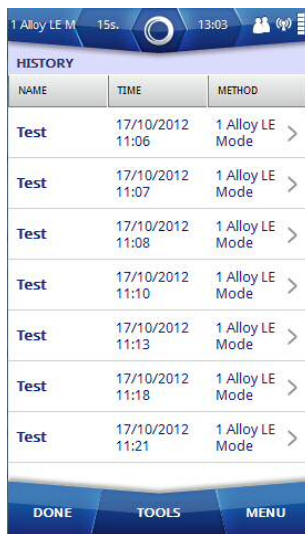 1 Alloy LE M 15s. 13:03
HISTORY
NAME TIME METHOD
Test 17/10/2012 11:06 1 Alloy LE Mode
Test 17/10/2012 11:07 1 Alloy LE Mode
Test 17/10/2012 11:08 1 Alloy LE Mode
Test 17/10/2012 11:10 1 Alloy LE Mode
Test 17/10/2012 11:13 1 Alloy LE Mode
Test 17/10/2012 11:18 1 Alloy LE Mode
Test 17/10/2012 11:21 1 Alloy LE Mode
DONE TOOLS MENU